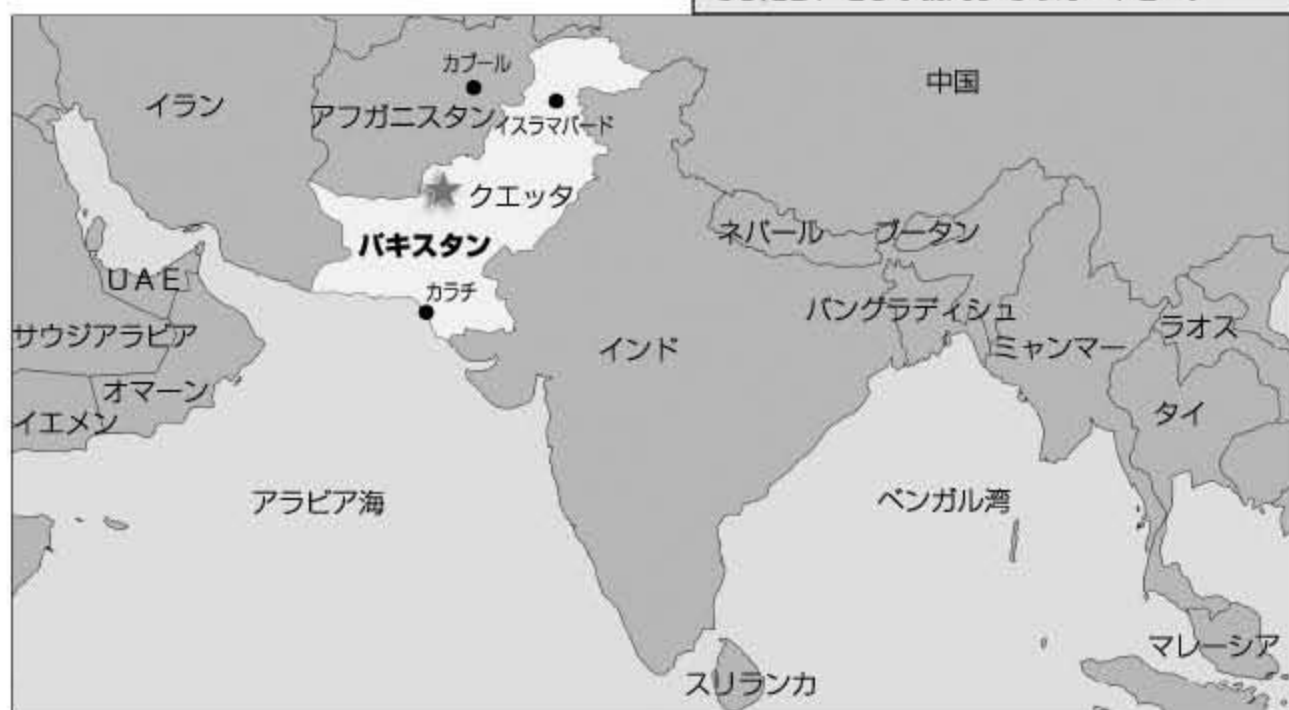 中国
カブール
イラン
アフガニスタン
イスラマバード
クエッタ
ネパール
ブータン
パキスタン
UAE
カラチ
バングラディシュ
サウジアラビア
インド
ミャンマー
ラオス
オマーン
イエメン
タイ
アラビア海
ベンガル湾
マレーシア
スリランカ